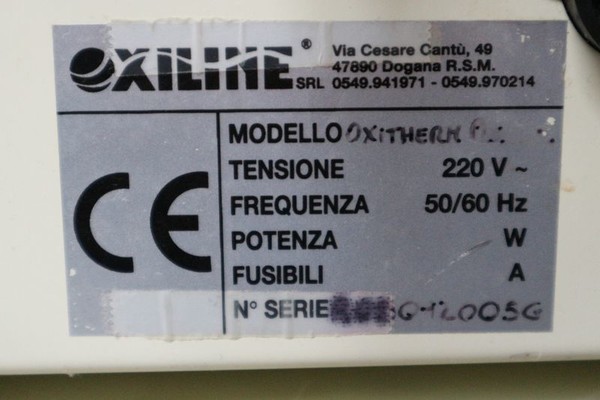 OXILINE®
SRL
Via Cesare Cantù, 49
47890 Dogana R.S.M.
0549.941971 - 0549.970214
CE
MODELLO OXITHERM
TENSIONE 220 V ~
FREQUENZA 50/60 Hz
POTENZA W
FUSIBILI A
N° SERIE